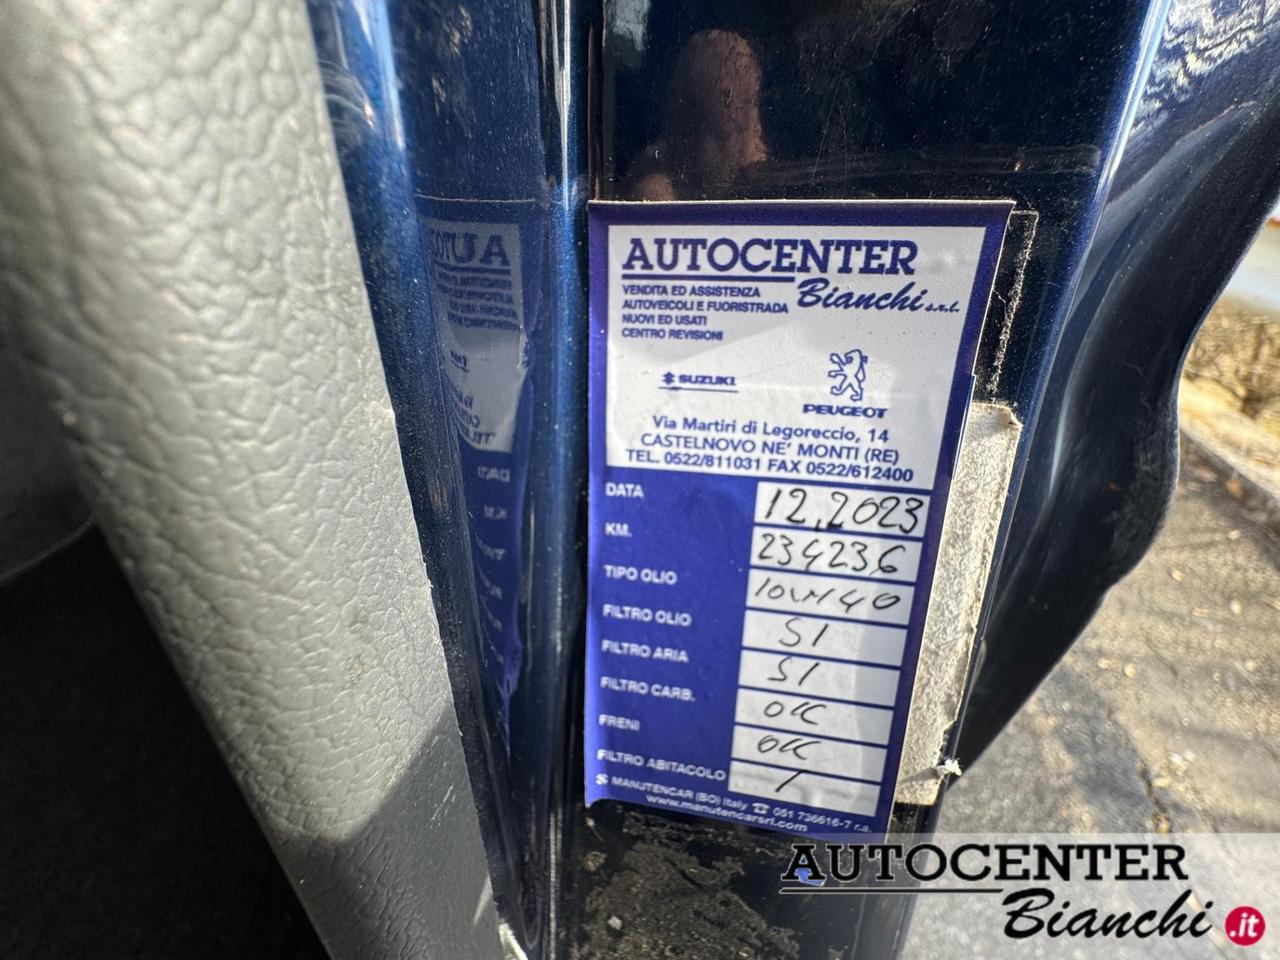 AUTOCENTER
Bianchi s.r.l.
VENDITA ED ASSISTENZA
AUTOVEICOLI E FUORISTRADA
NUOVI ED USATI
CENTRO REVISIONI
SUZUKI
PEUGEOT
Via Martiri di Legoreccio, 14
CASTELNOVO NE' MONTI (RE)
TEL. 0522/811031 FAX 0522/612400
DATA 12,2023
KM. 234236
TIPO OLIO 10W40
FILTRO OLIO SI
FILTRO ARIA SI
FILTRO CARB. OK
FRENI OK
FILTRO ABITACOLO /
MANUTENCAR (BO) Italy ☎ 051 736616-7 r.a.
www.manutencarsrl.com
AUTOCENTER
Bianchi .it